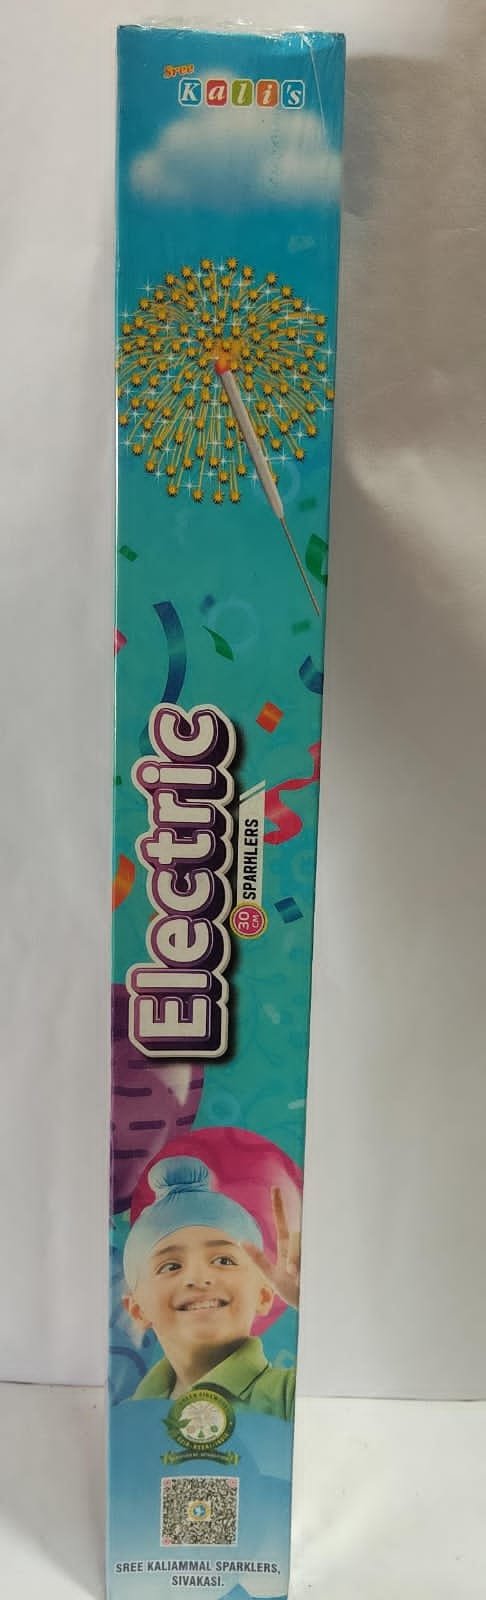 Sree
Kali's
Electric
30
CM
SPARKLERS
SREE KALIAMMAL SPARKLERS,
SIVAKASI.